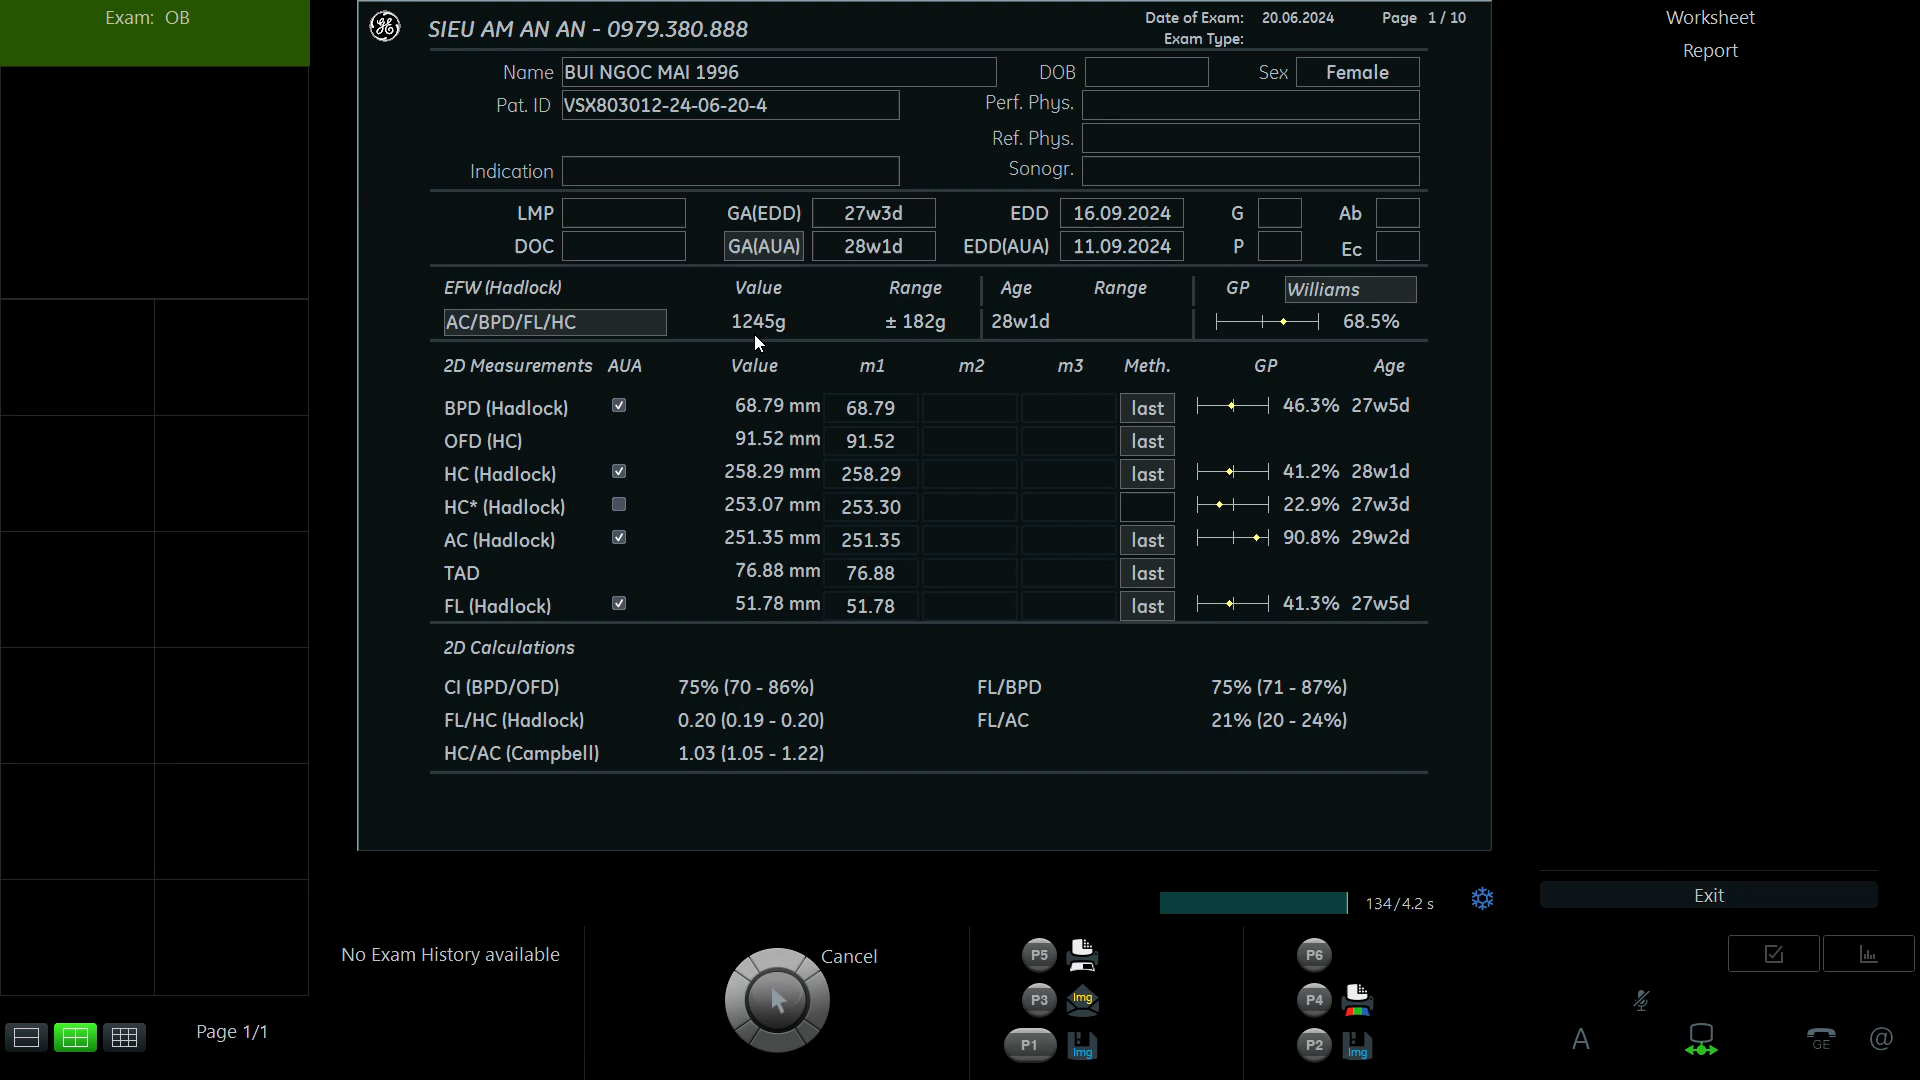 Exam: OB
SIEU AM AN AN - 0979.380.888
Date of Exam: 20.06.2024 Page 1 / 10
Exam Type:
Worksheet
Report
Name BUI NGOC MAI 1996 DOB Sex Female
Pat. ID VSX803012-24-06-20-4 Perf. Phys.
Ref. Phys.
Indication Sonogr.
LMP GA(EDD) 27w3d EDD 16.09.2024 G Ab
DOC GA(AUA) 28w1d EDD(AUA) 11.09.2024 P Ec
EFW (Hadlock) Value Range Age Range GP Williams
AC/BPD/FL/HC 1245g ± 182g 28w1d 68.5%
2D Measurements AUA Value m1 m2 m3 Meth. GP Age
BPD (Hadlock) 68.79 mm 68.79 last 46.3% 27w5d
OFD (HC) 91.52 mm 91.52 last
HC (Hadlock) 258.29 mm 258.29 last 41.2% 28w1d
HC* (Hadlock) 253.07 mm 253.30 22.9% 27w3d
AC (Hadlock) 251.35 mm 251.35 last 90.8% 29w2d
TAD 76.88 mm 76.88 last
FL (Hadlock) 51.78 mm 51.78 last 41.3% 27w5d
2D Calculations
CI (BPD/OFD) 75% (70 - 86%) FL/BPD 75% (71 - 87%)
FL/HC (Hadlock) 0.20 (0.19 - 0.20) FL/AC 21% (20 - 24%)
HC/AC (Campbell) 1.03 (1.05 - 1.22)
134/4.2 s
Exit
No Exam History available
Cancel
P5 P6
P3 Img P4
P1 Img P2 Img
Page 1/1
A GE @